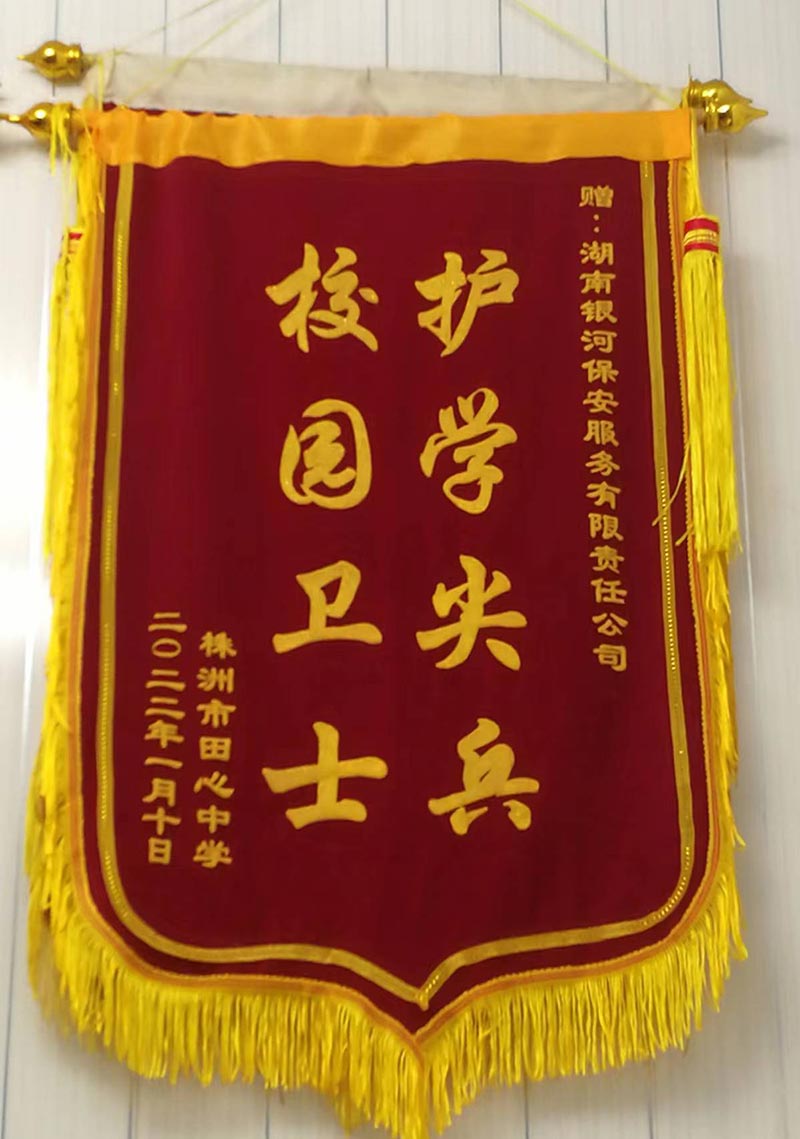 赠：湖南银河保安服务有限责任公司
护学尖兵
校园卫士
株洲市田心中学
二〇二二年一月十日